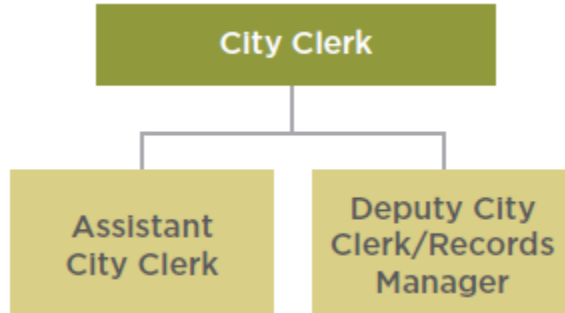 City Clerk
Assistant
City Clerk
Deputy City
Clerk/Records
Manager